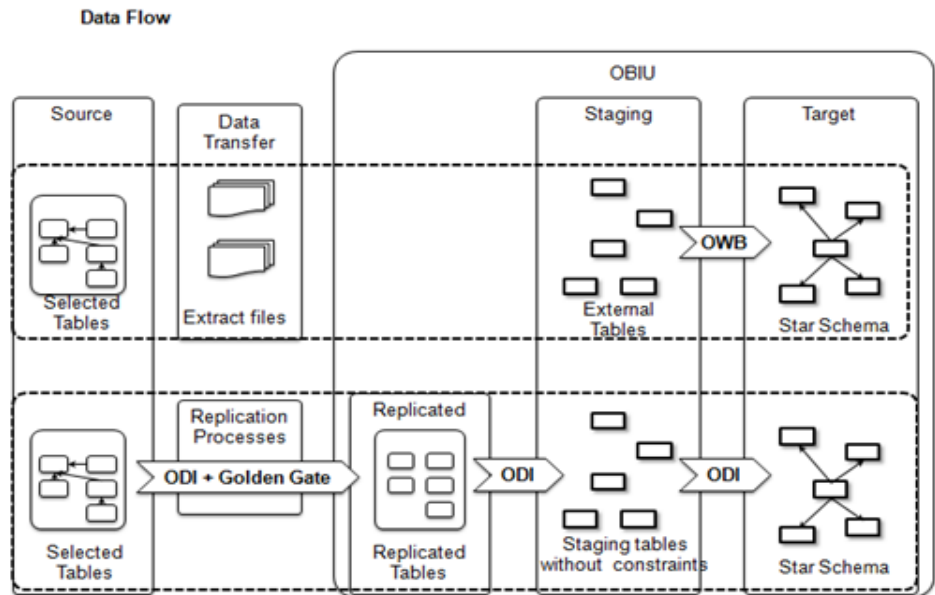 Data Flow
OBIU
Source
Data
Transfer
Staging
Target
Selected
Tables
Extract files
External
Tables
OWB
Star Schema
Replication
Processes
Replicated
ODI + Golden Gate
ODI
ODI
Selected
Tables
Replicated
Tables
Staging tables
without constraints
Star Schema